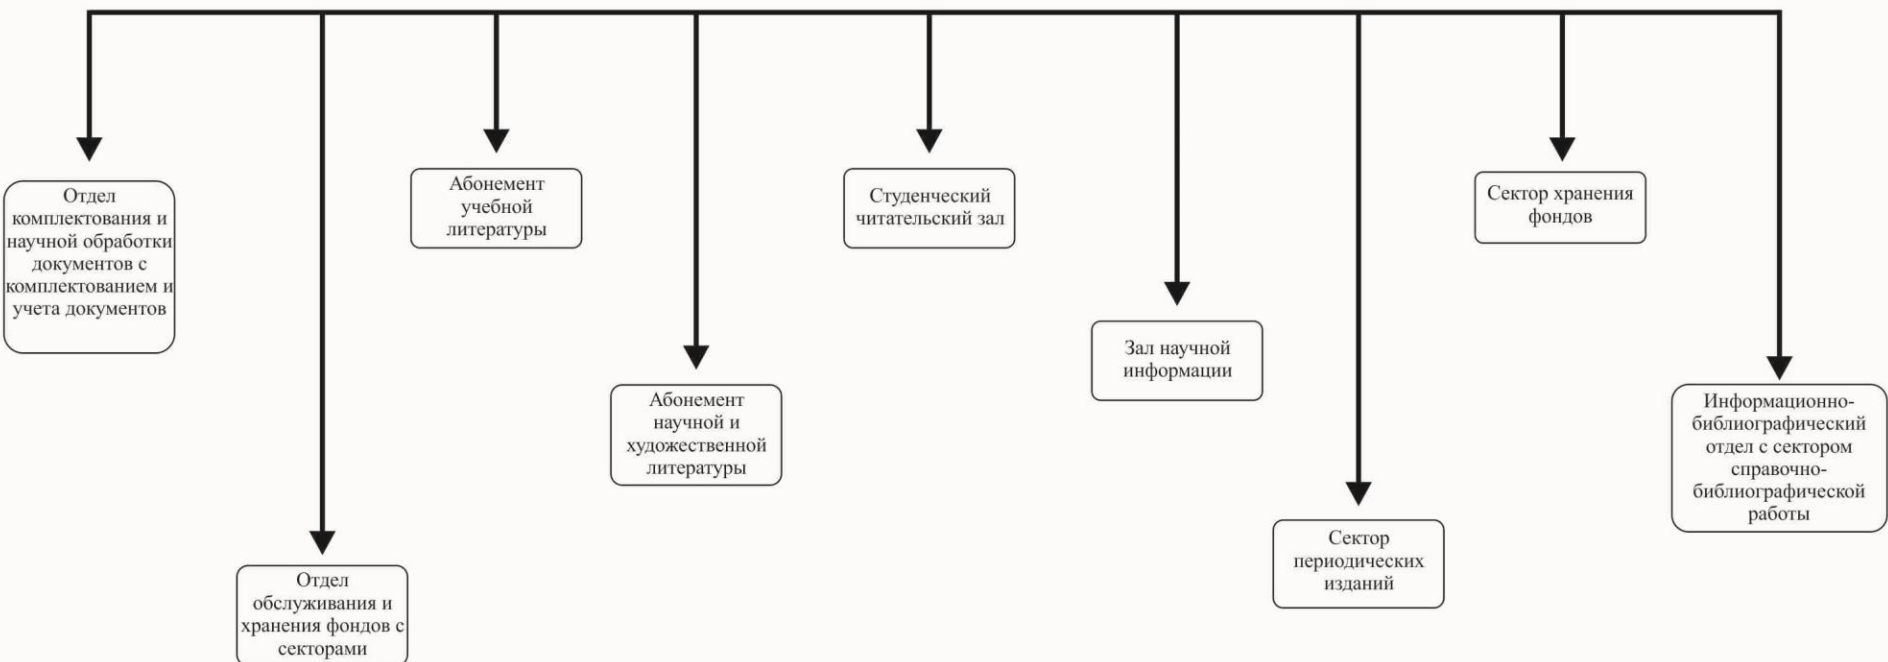 Отдел
комплектования и
научной обработки
документов с
комплектованием и
учета документов
Отдел
обслуживания и
хранения фондов с
секторами
Абонемент
учебной
литературы
Абонемент
научной и
художественной
литературы
Студенческий
читательский зал
Зал научной
информации
Сектор
периодических
изданий
Сектор хранения
фондов
Информационно-
библиографический
отдел с сектором
справочно-
библиографической
работы